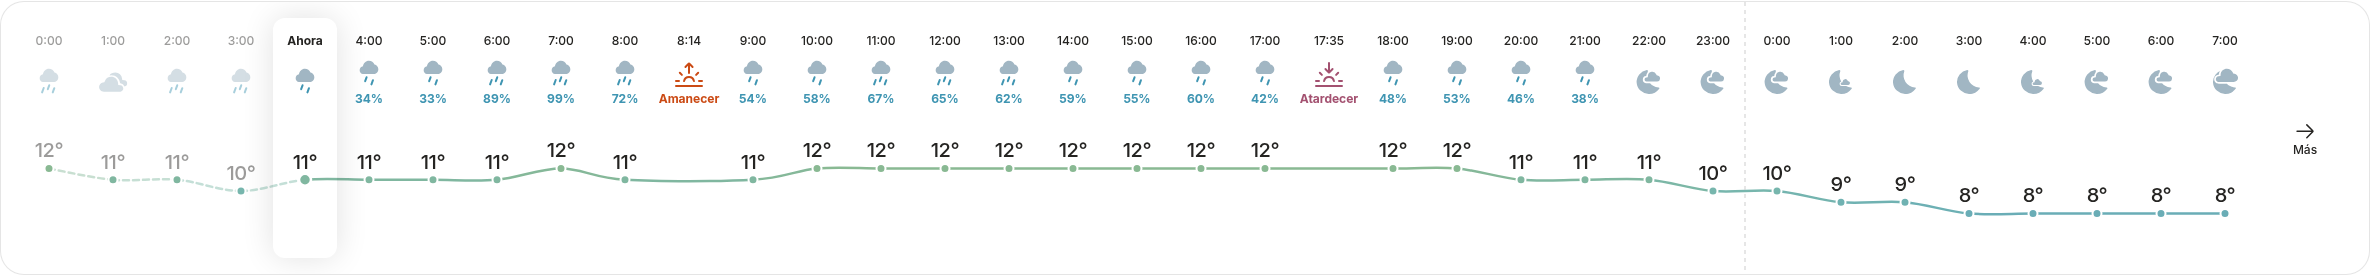 0:00 1:00 2:00 3:00 Ahora 4:00 5:00 6:00 7:00 8:00 8:14 9:00 10:00 11:00 12:00 13:00 14:00 15:00 16:00 17:00 17:35 18:00 19:00 20:00 21:00 22:00 23:00 0:00 1:00 2:00 3:00 4:00 5:00 6:00 7:00
34% 33% 89% 99% 72% Amanecer 54% 58% 67% 65% 62% 59% 55% 60% 42% Atardecer 48% 53% 46% 38%
12° 11° 11° 10° 11° 11° 11° 11° 12° 11° 11° 12° 12° 12° 12° 12° 12° 12° 12° 12° 12° 11° 11° 11° 10° 10° 9° 9° 8° 8° 8° 8° 8°
Más